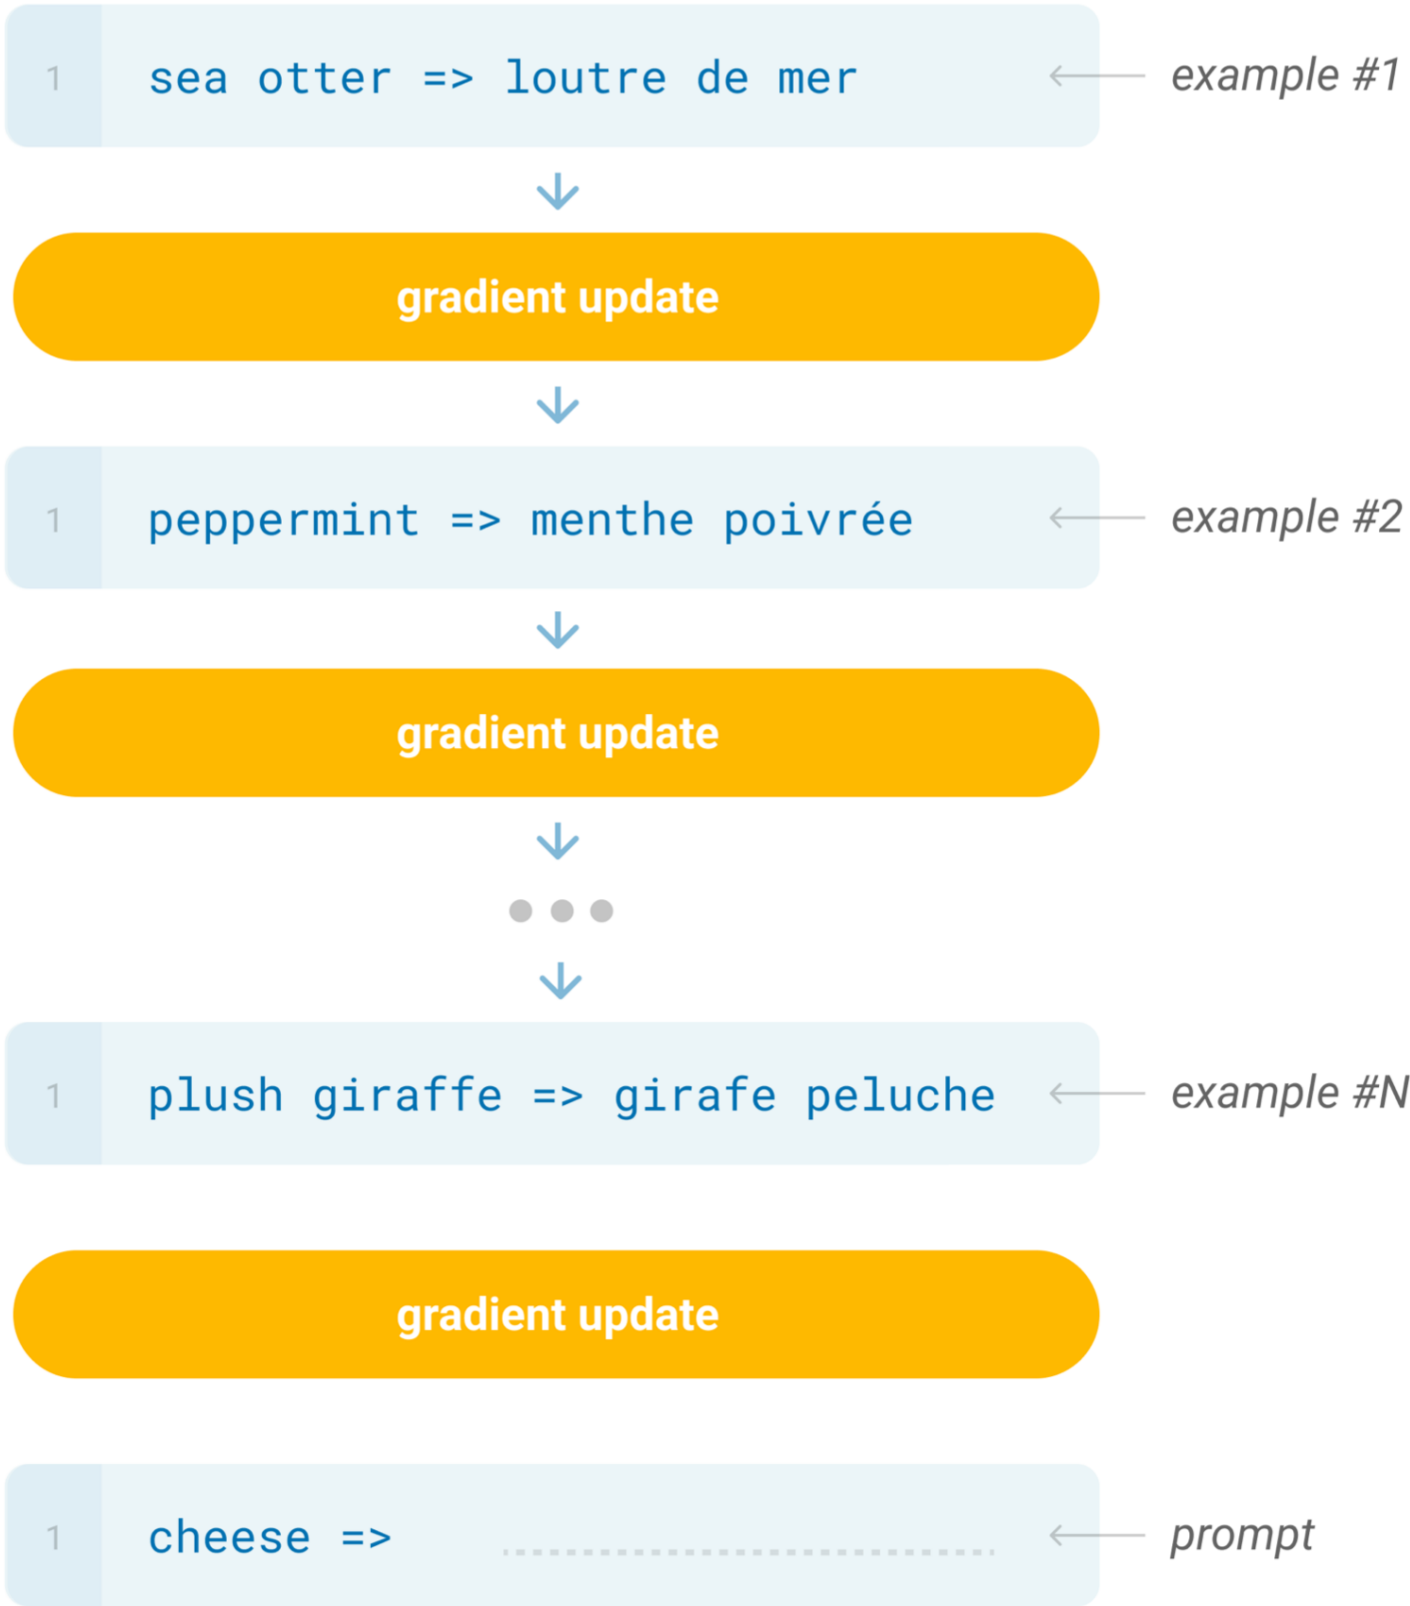 1 sea otter => loutre de mer example #1
gradient update
1 peppermint => menthe poivrée example #2
gradient update
1 plush giraffe => girafe peluche example #N
gradient update
1 cheese => prompt